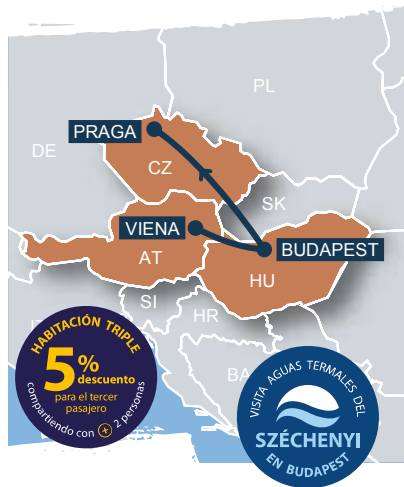 PL
PRAGA
DE
CZ
SK
VIENA
BUDAPEST
AT
HU
SI
HR
HABITACIÓN TRIPLE
5%
descuento
para el tercer
pasajero
compartiendo con + 2 personas
BA
VISITA AGUAS TERMALES DEL
SZÉCHENYI
EN BUDAPEST